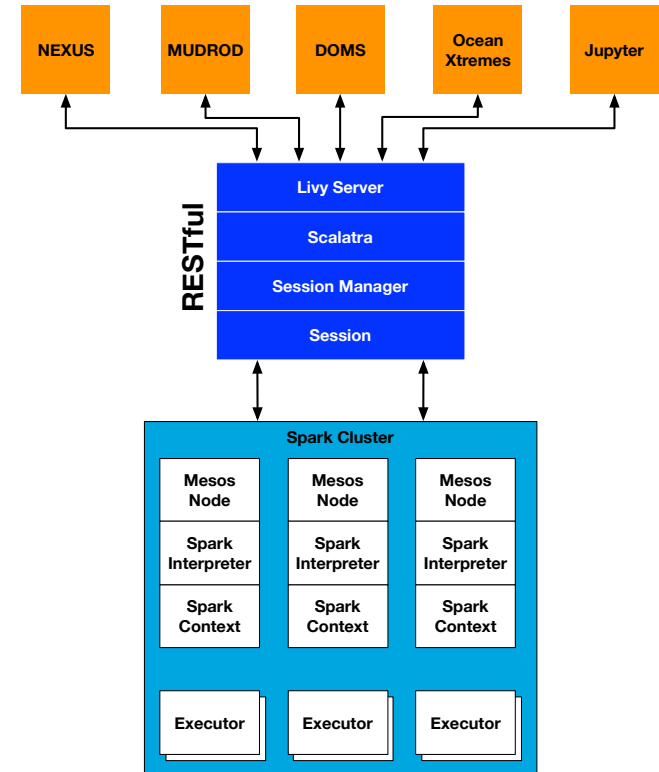 NEXUS
MUDROD
DOMS
Ocean
Xtremes
Jupyter
RESTful
Livy Server
Scalatra
Session Manager
Session
Spark Cluster
Mesos
Node
Spark
Interpreter
Spark
Context
Mesos
Node
Spark
Interpreter
Spark
Context
Mesos
Node
Spark
Interpreter
Spark
Context
Executor
Executor
Executor